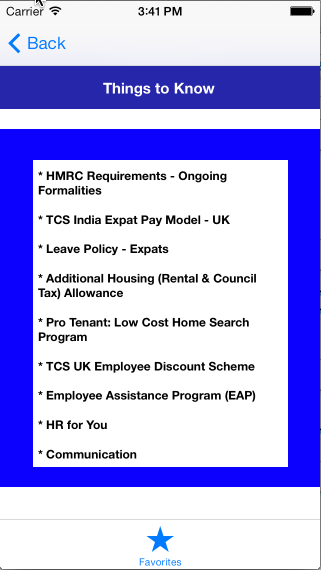 Carrier 3:41 PM
Back
Things to Know
* HMRC Requirements - Ongoing
Formalities
* TCS India Expat Pay Model - UK
* Leave Policy - Expats
* Additional Housing (Rental & Council
Tax) Allowance
* Pro Tenant: Low Cost Home Search
Program
* TCS UK Employee Discount Scheme
* Employee Assistance Program (EAP)
* HR for You
* Communication
Favorites